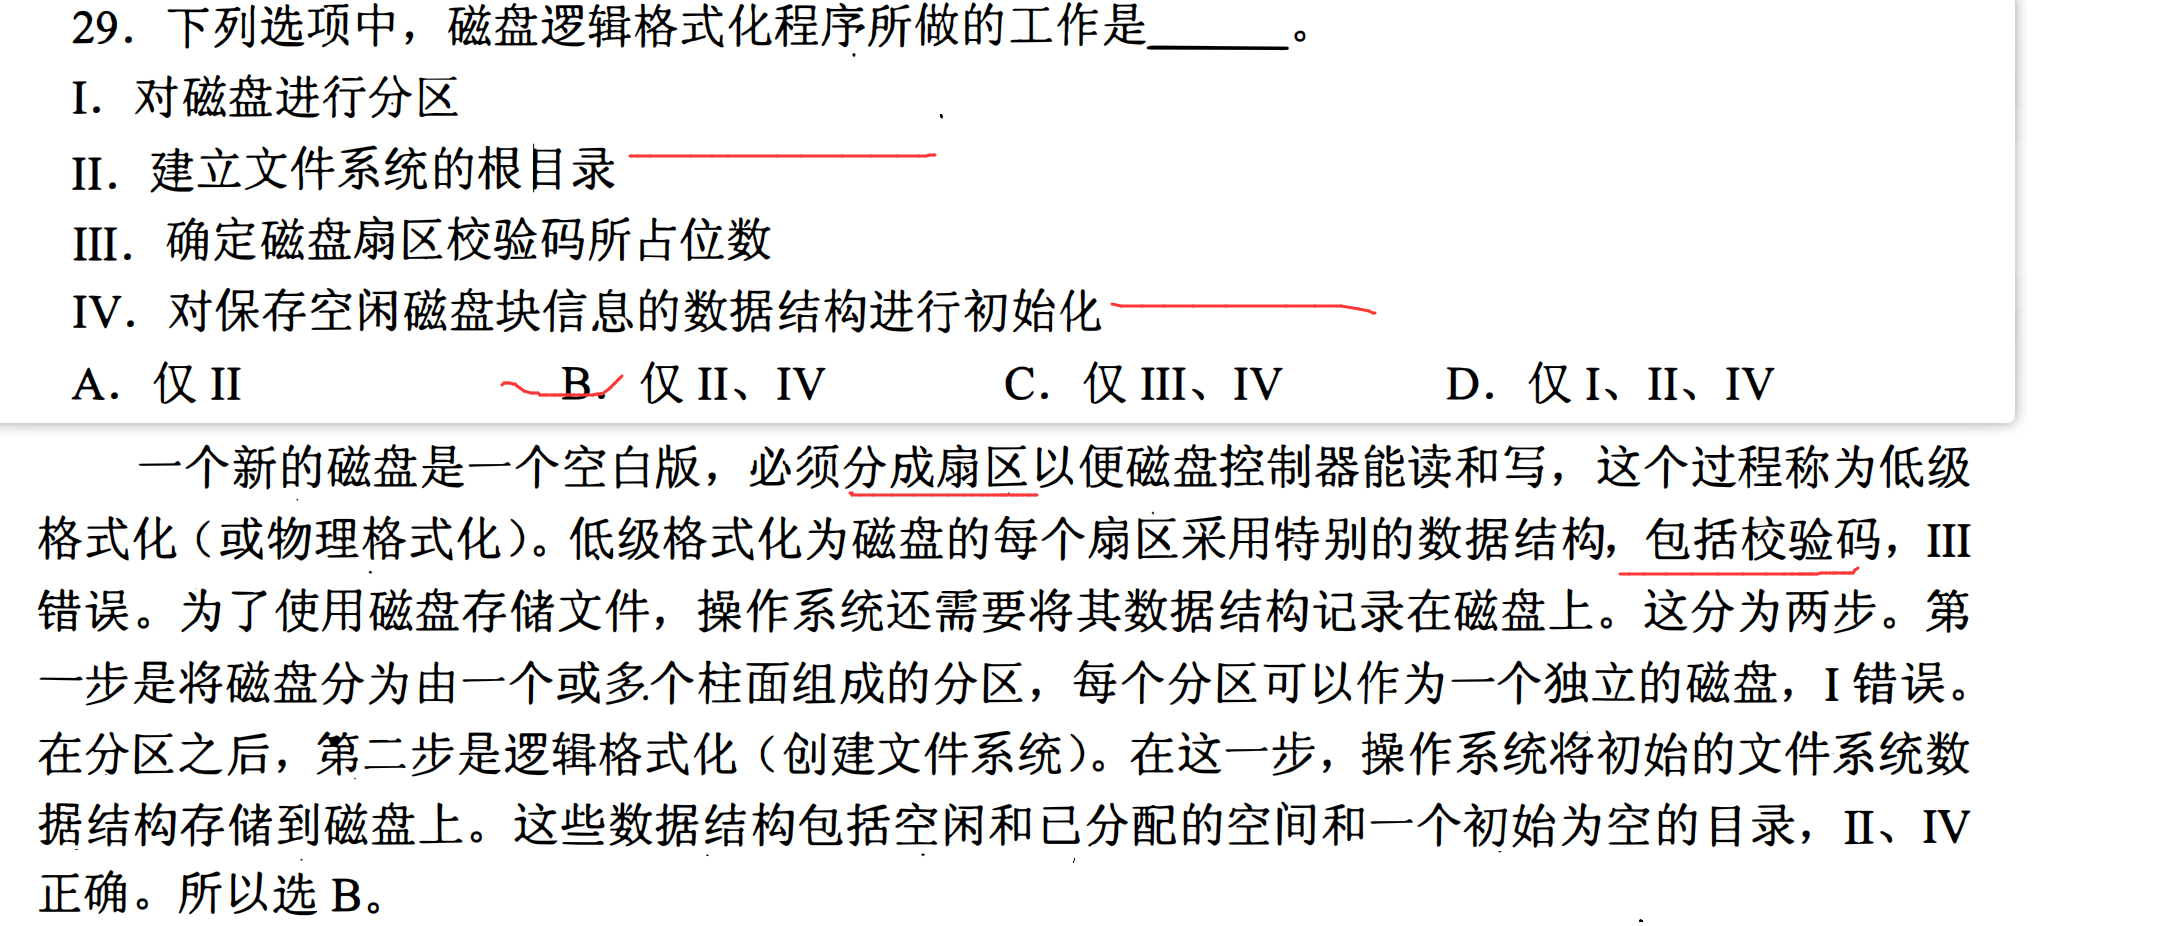 29．下列选项中，磁盘逻辑格式化程序所做的工作是______。
I．对磁盘进行分区
II．建立文件系统的根目录
III．确定磁盘扇区校验码所占位数
IV．对保存空闲磁盘块信息的数据结构进行初始化
A．仅 II B．仅 II、IV C．仅 III、IV D．仅 I、II、IV
一个新的磁盘是一个空白版，必须分成扇区以便磁盘控制器能读和写，这个过程称为低级
格式化（或物理格式化）。低级格式化为磁盘的每个扇区采用特别的数据结构，包括校验码，III
错误。为了使用磁盘存储文件，操作系统还需要将其数据结构记录在磁盘上。这分为两步。第
一步是将磁盘分为由一个或多个柱面组成的分区，每个分区可以作为一个独立的磁盘，I 错误。
在分区之后，第二步是逻辑格式化（创建文件系统）。在这一步，操作系统将初始的文件系统数
据结构存储到磁盘上。这些数据结构包括空闲和已分配的空间和一个初始为空的目录，II、IV
正确。所以选 B。